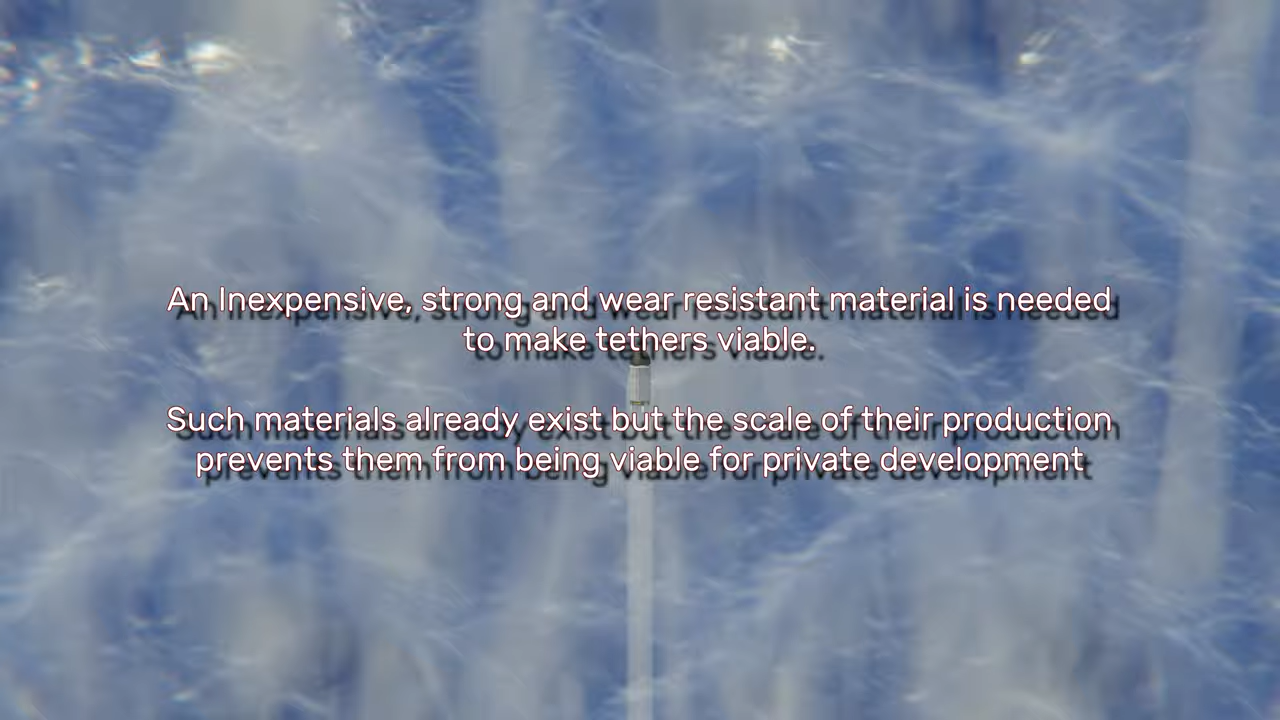 An Inexpensive, strong and wear resistant material is needed
to make tethers viable.
Such materials already exist but the scale of their production
prevents them from being viable for private development